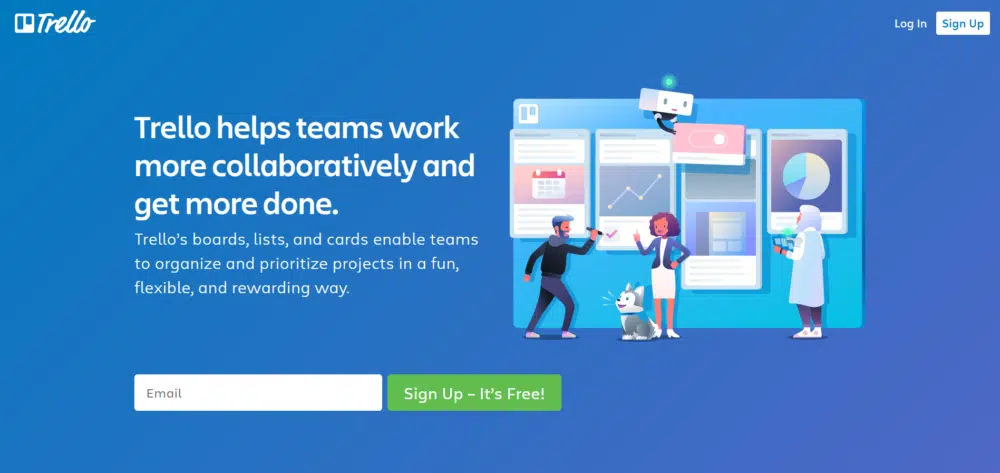 Trello
Log In
Sign Up
Trello helps teams work
more collaboratively and
get more done.
Trello’s boards, lists, and cards enable teams
to organize and prioritize projects in a fun,
flexible, and rewarding way.
Email
Sign Up – It’s Free!